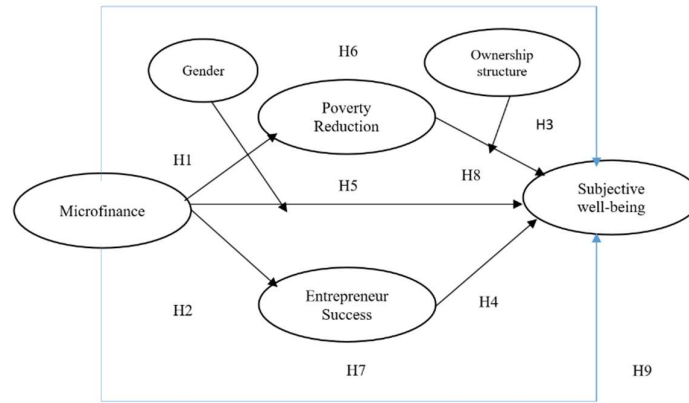 H6
Ownership
structure
Gender
Poverty
Reduction
H3
H1
H8
H5
Subjective
well-being
Microfinance
Entrepreneur
Success
H4
H2
H7
H9